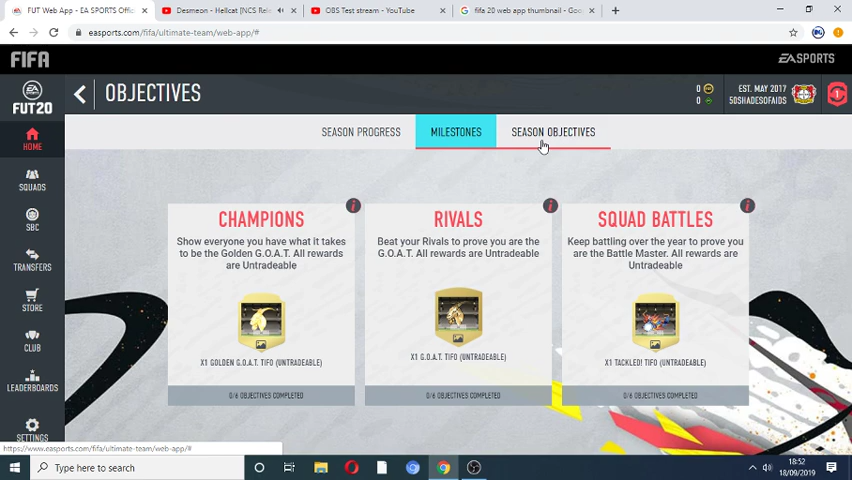 FUT Web App - EA SPORTS Offic
Desmeon - Hellcat [NCS Rele
OBS Test stream - YouTube
fifa 20 web app thumbnail - Goo
easports.com/fifa/ultimate-team/web-app/#
FIFA
EA SPORTS
FUT20
OBJECTIVES
0
0
EST. MAY 2017
50SHADESOFAIDS
1
HOME
SQUADS
SBC
TRANSFERS
STORE
CLUB
LEADERBOARDS
SETTINGS
SEASON PROGRESS
MILESTONES
SEASON OBJECTIVES
CHAMPIONS
Show everyone you have what it takes
to be the Golden G.O.A.T. All rewards
are Untradeable
X1 GOLDEN G.O.A.T TIFO (UNTRADEABLE)
0/6 OBJECTIVES COMPLETED
RIVALS
Beat your Rivals to prove you are the
G.O.A.T. All rewards are Untradeable
X1 G.O.A.T. TIFO (UNTRADEABLE)
0/6 OBJECTIVES COMPLETED
SQUAD BATTLES
Keep battling over the year to prove you
are the Battle Master. All rewards are
Untradeable
X1 TACKLED! TIFO (UNTRADEABLE)
0/6 OBJECTIVES COMPLETED
https://www.easports.com/fifa/ultimate-team/web-app/#
Type here to search
18:52
18/09/2019